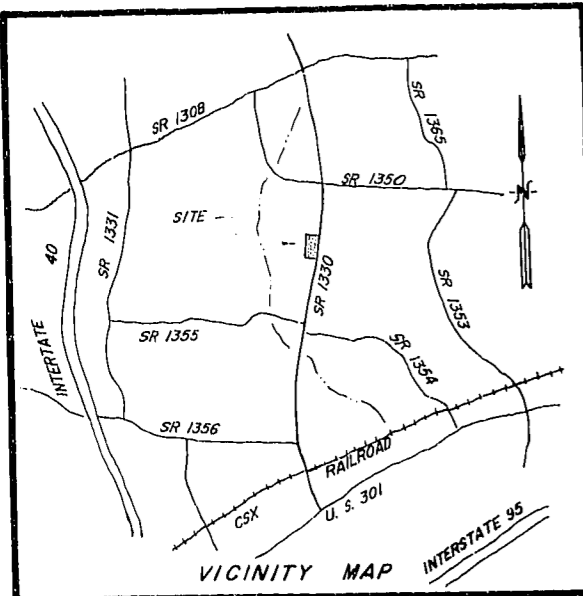 SR 1308
SR 1365
SR 1350
N
SITE
SR 1331
40
INTERTATE
SR 1330
SR 1353
SR 1355
SR 1354
SR 1356
RAILROAD
CSX
U. S. 301
INTERSTATE 95
VICINITY MAP